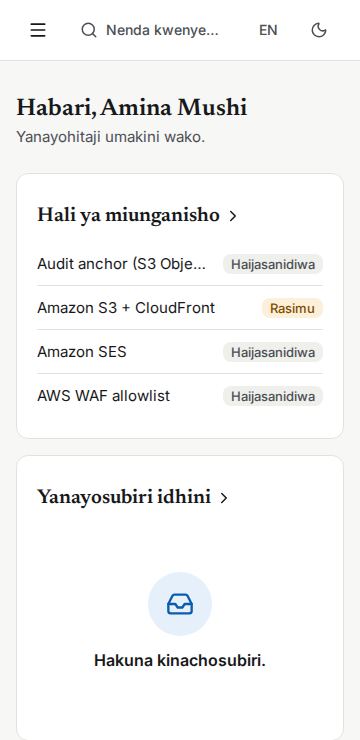 Nenda kwenye...
EN
Habari, Amina Mushi
Yanayohitaji umakini wako.
Hali ya miunganisho
Audit anchor (S3 Obje...
Haijasanidiwa
Amazon S3 + CloudFront
Rasimu
Amazon SES
Haijasanidiwa
AWS WAF allowlist
Haijasanidiwa
Yanayosubiri idhini
Hakuna kinachosubiri.